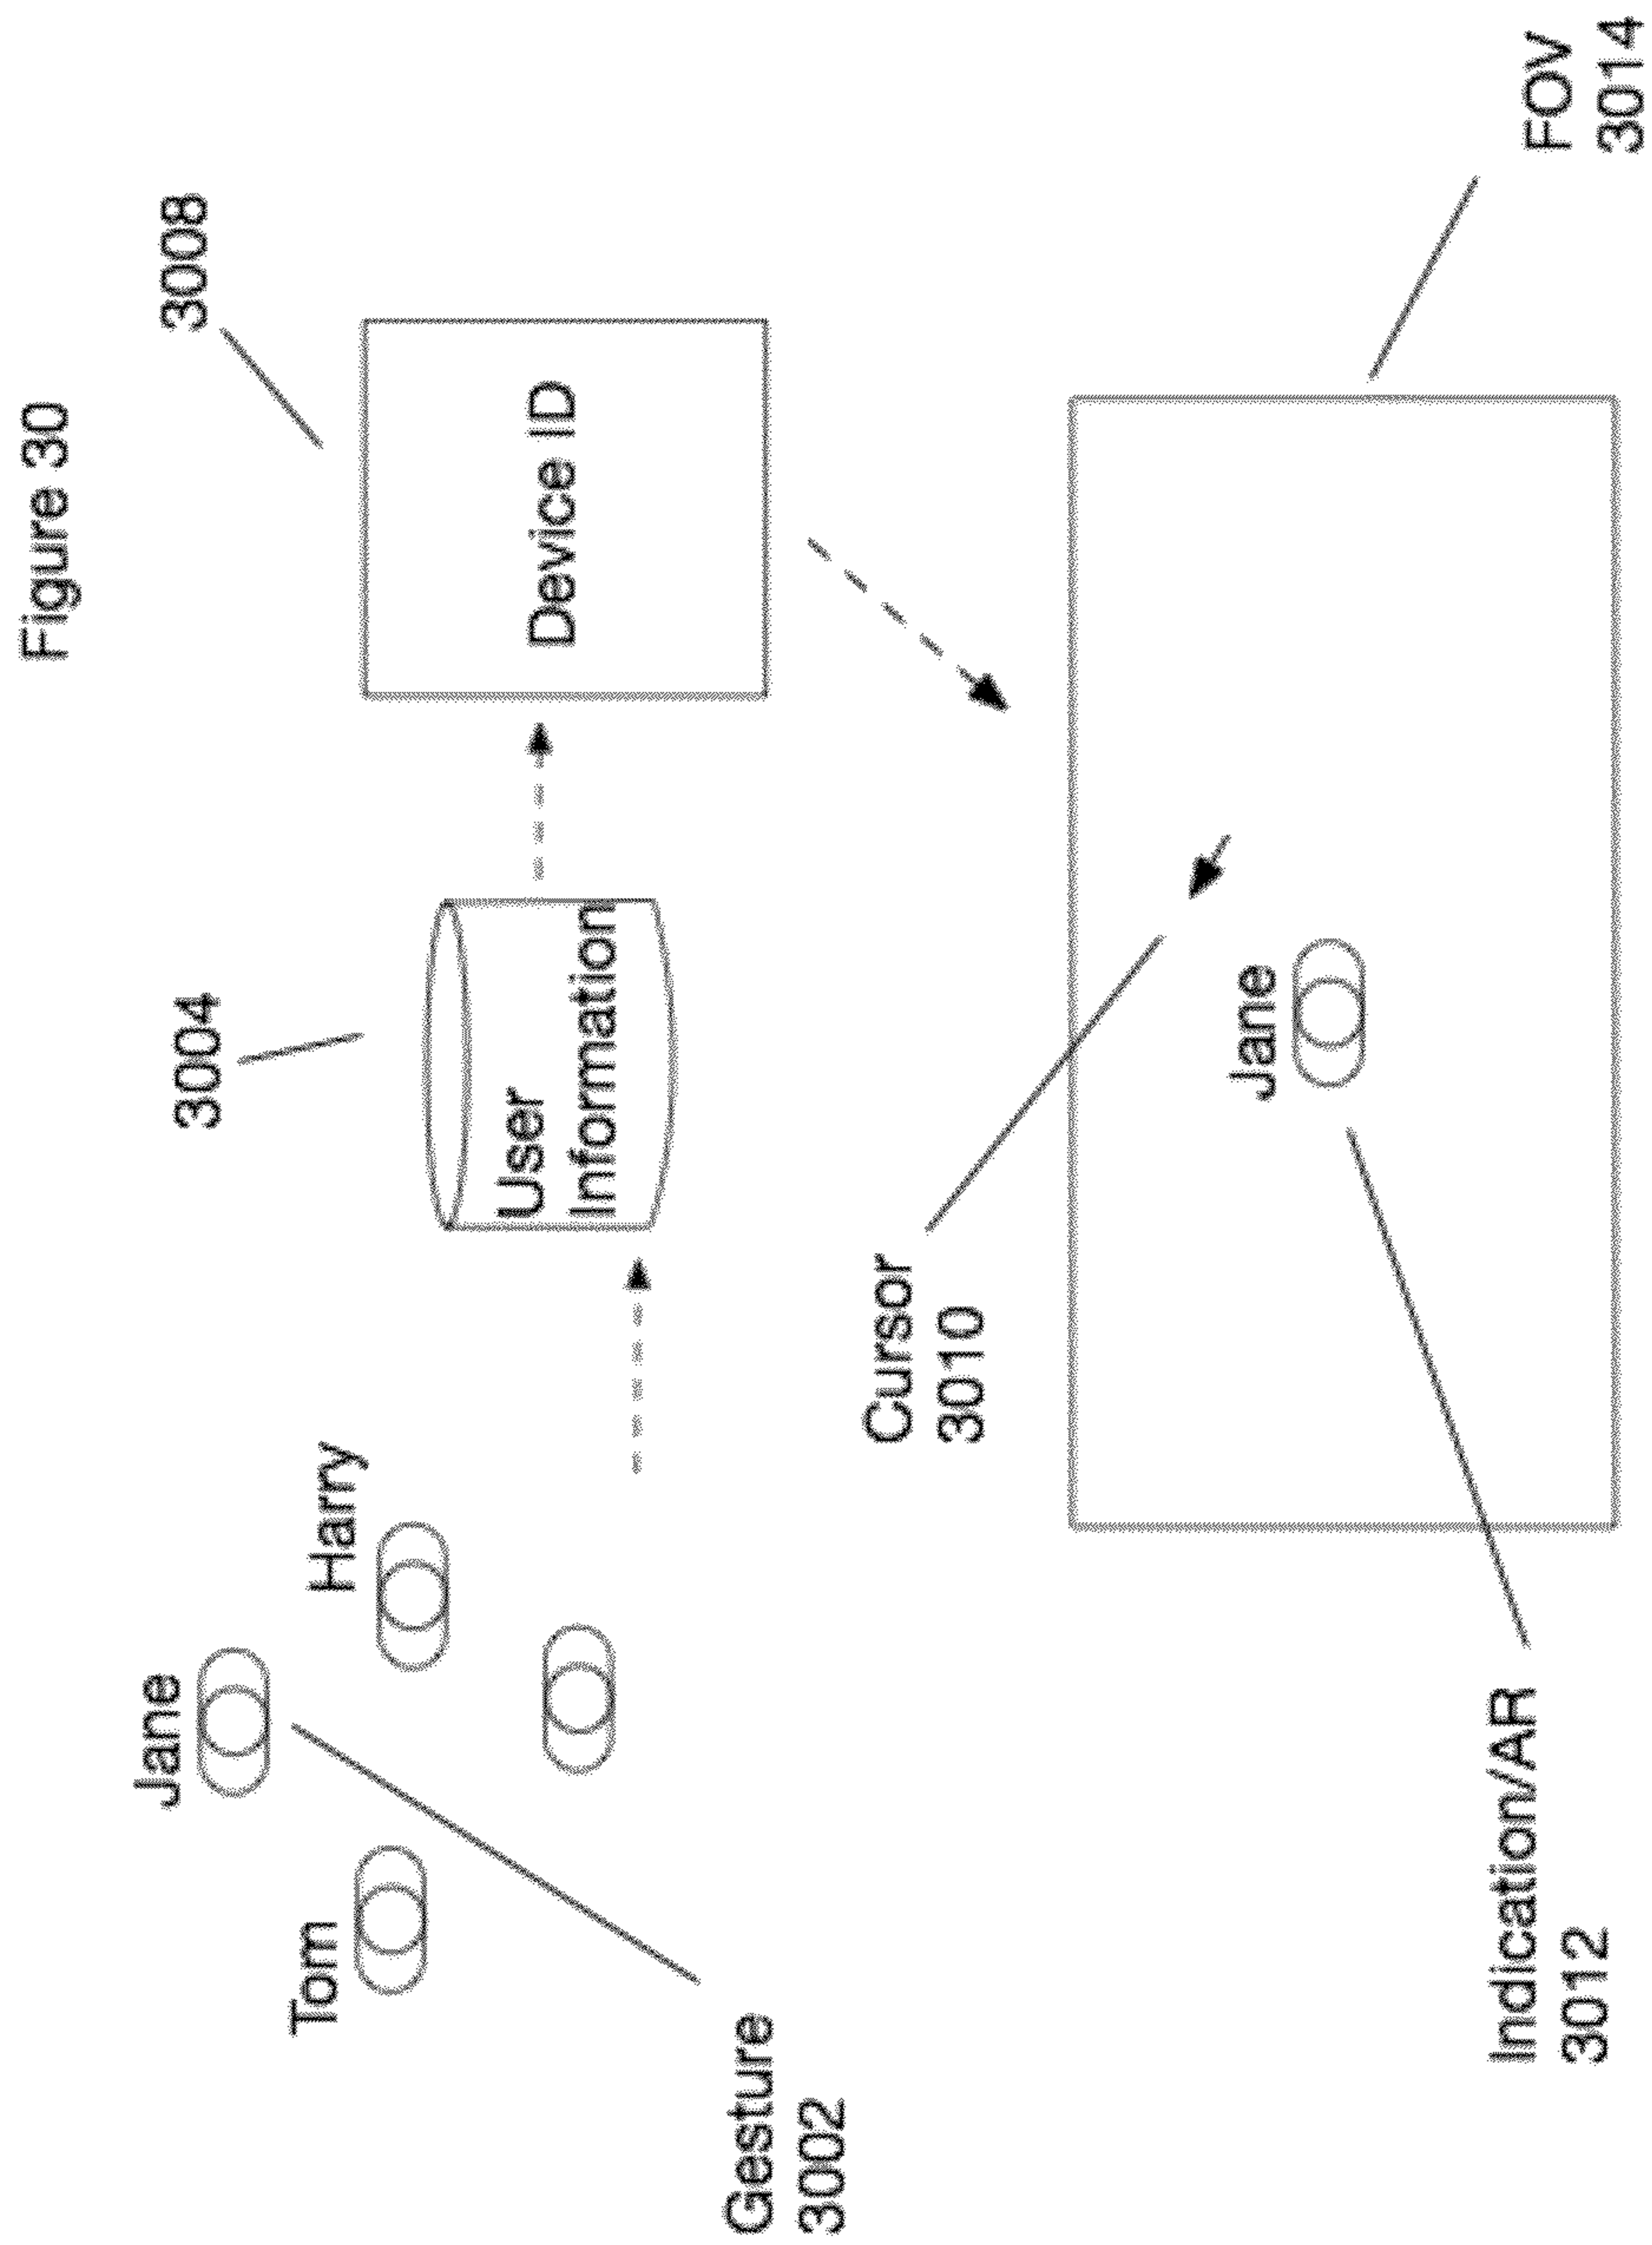 Figure 30
Jane
Tom
Harry
3004
3008
User
Information
Device ID
Gesture
3002
Cursor
3010
Jane
Indication/AR
3012
FOV
3014